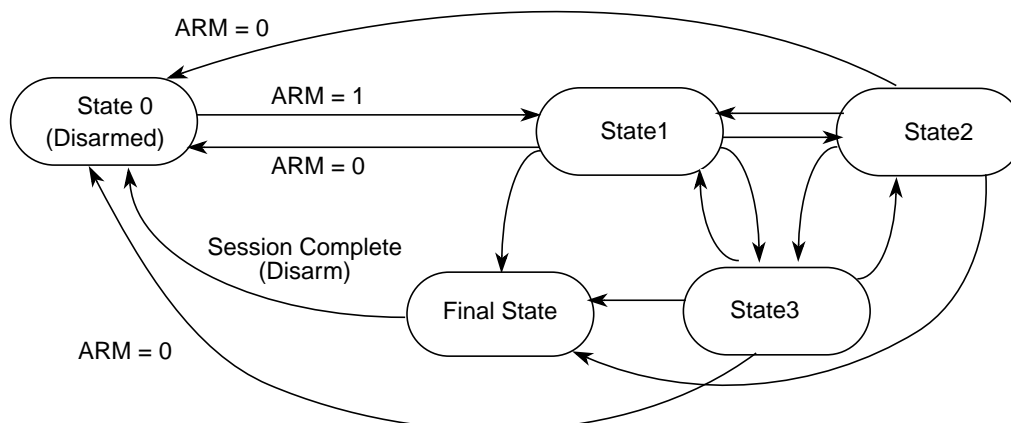 ARM = 0
State 0
(Disarmed)
ARM = 1
ARM = 0
State1
State2
Session Complete
(Disarm)
Final State
State3
ARM = 0